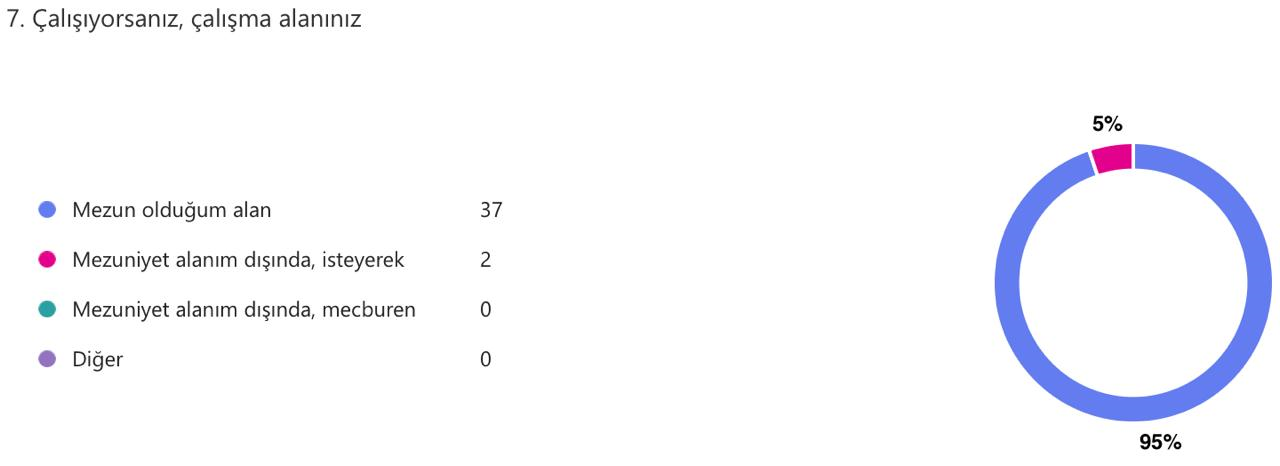 7. Çalışıyorsanız, çalışma alanınız
5%
Mezun olduğum alan 37
Mezuniyet alanım dışında, isteyerek 2
Mezuniyet alanım dışında, mecburen 0
Diğer 0
95%